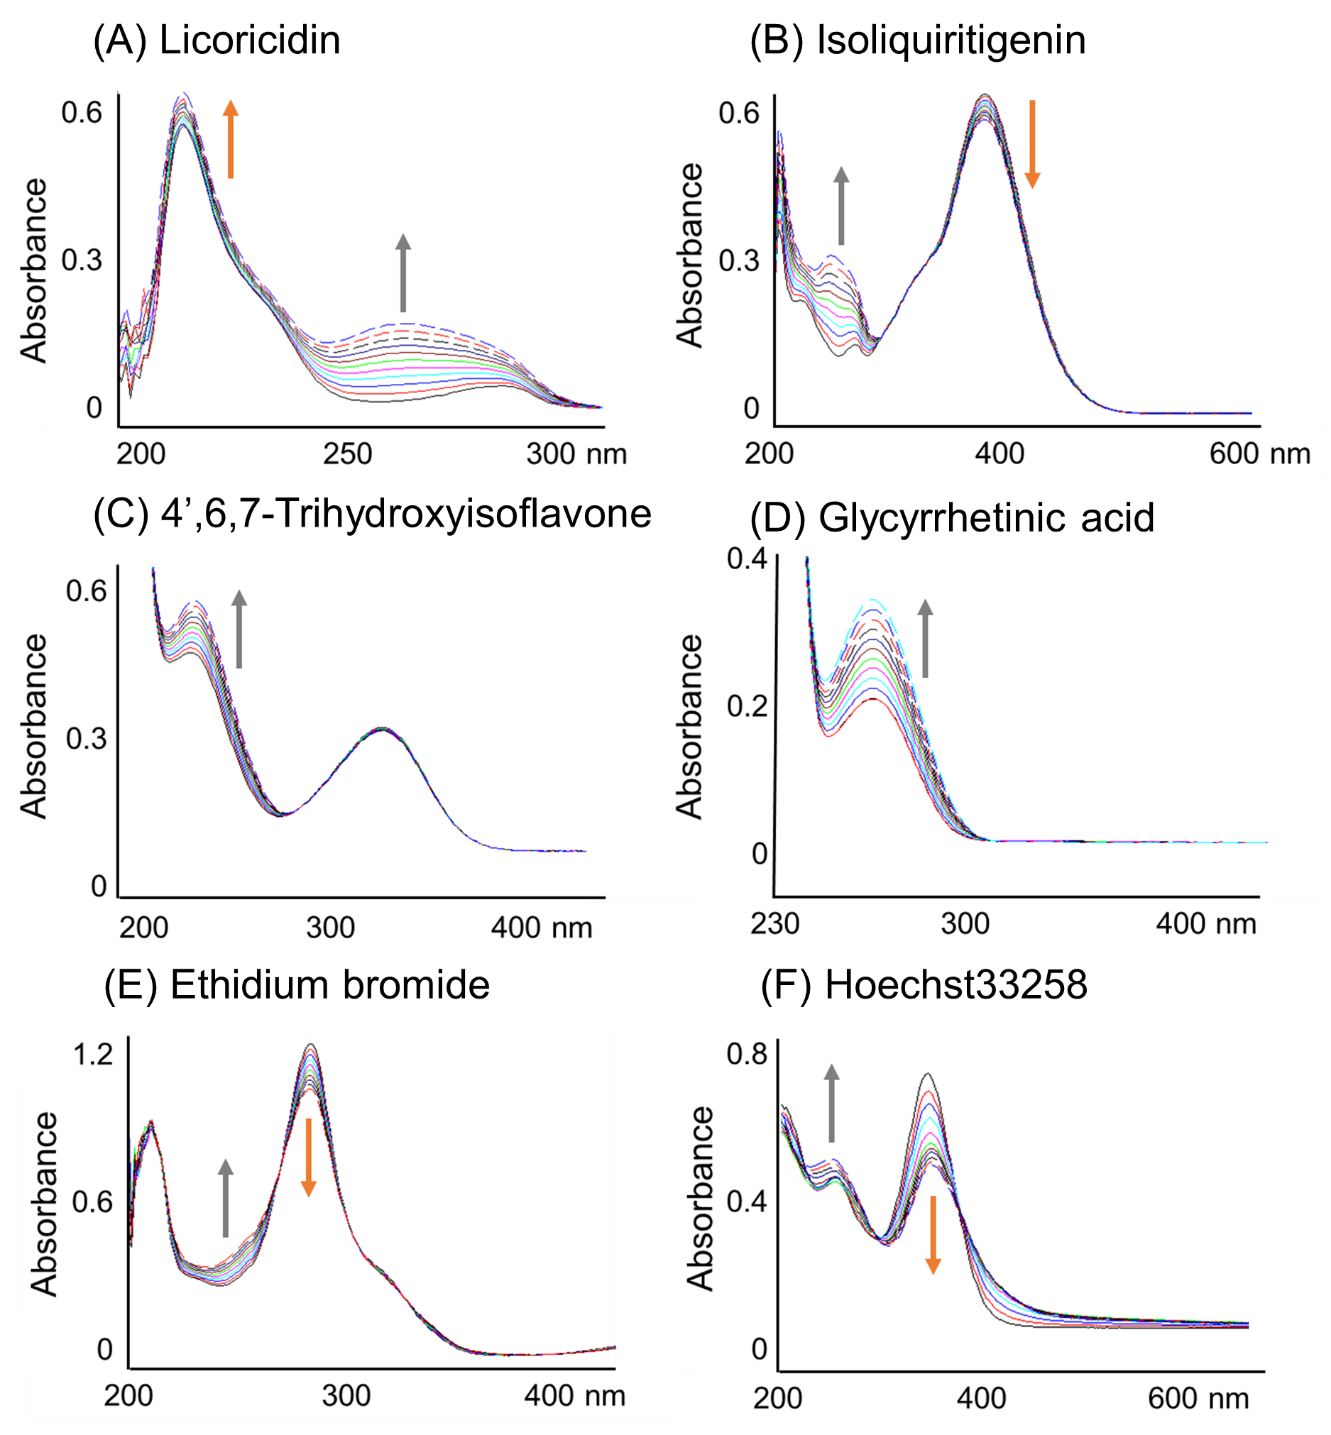 (A) Licoricidin
Absorbance
0.6
0.3
0
200 250 300 nm
(B) Isoliquiritigenin
Absorbance
0.6
0.3
0
200 400 600 nm
(C) 4’,6,7-Trihydroxyisoflavone
Absorbance
0.6
0.3
0
200 300 400 nm
(D) Glycyrrhetinic acid
Absorbance
0.4
0.2
0
230 300 400 nm
(E) Ethidium bromide
Absorbance
1.2
0.6
0
200 300 400 nm
(F) Hoechst33258
Absorbance
0.8
0.4
0
200 400 600 nm